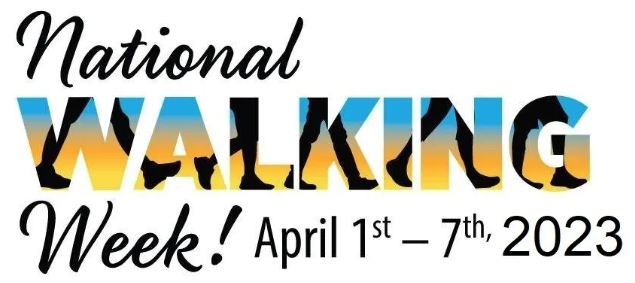 National
WALKING
Week! April 1st – 7th, 2023